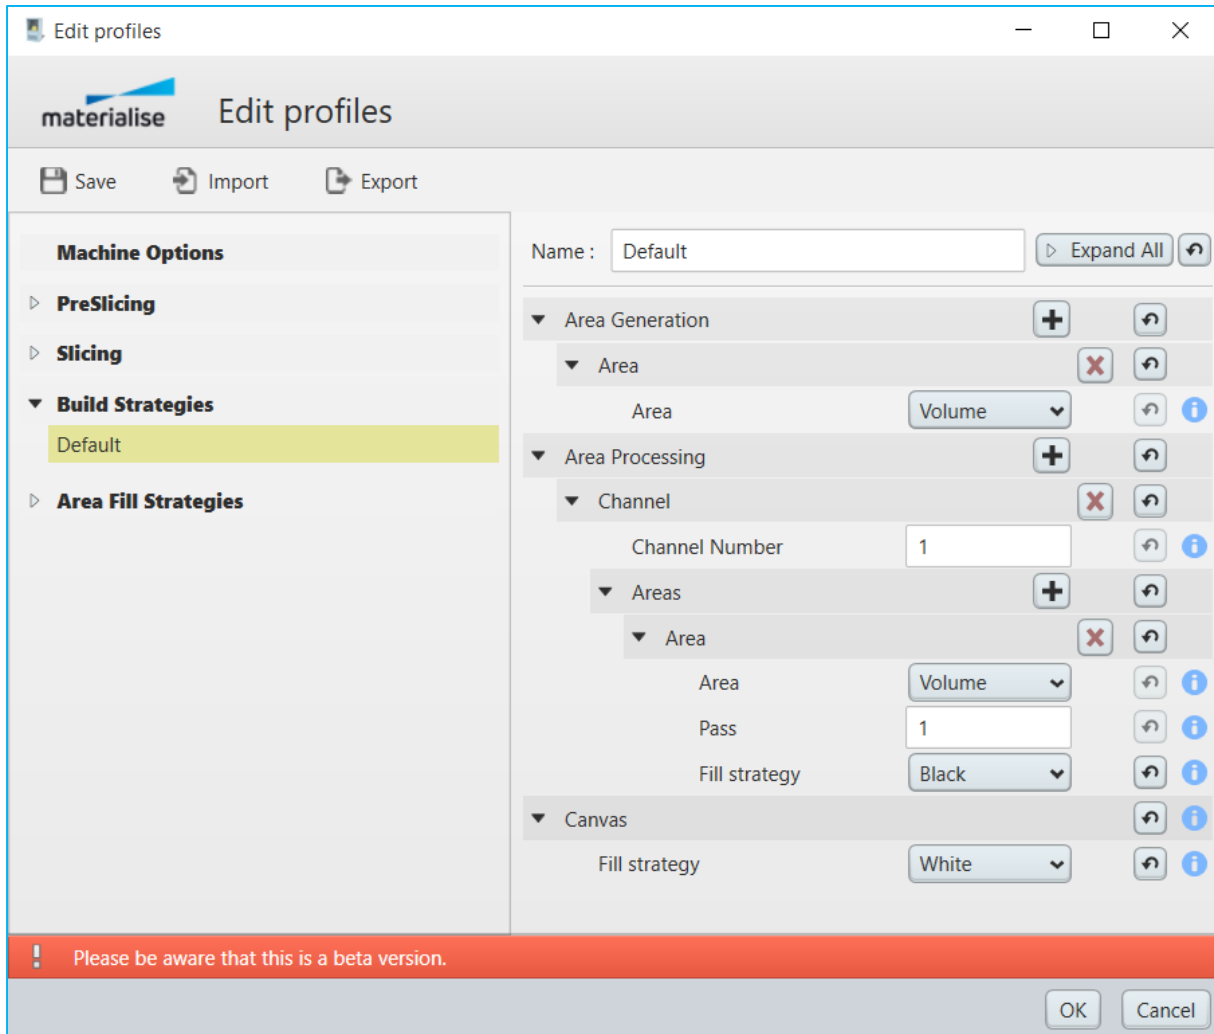 Edit profiles
materialise
Edit profiles
Save Import Export
Machine Options
PreSlicing
Slicing
Build Strategies
Default
Area Fill Strategies
Name : Default Expand All
Area Generation
Area
Area Volume
Area Processing
Channel
Channel Number 1
Areas
Area
Area Volume
Pass 1
Fill strategy Black
Canvas
Fill strategy White
Please be aware that this is a beta version.
OK Cancel